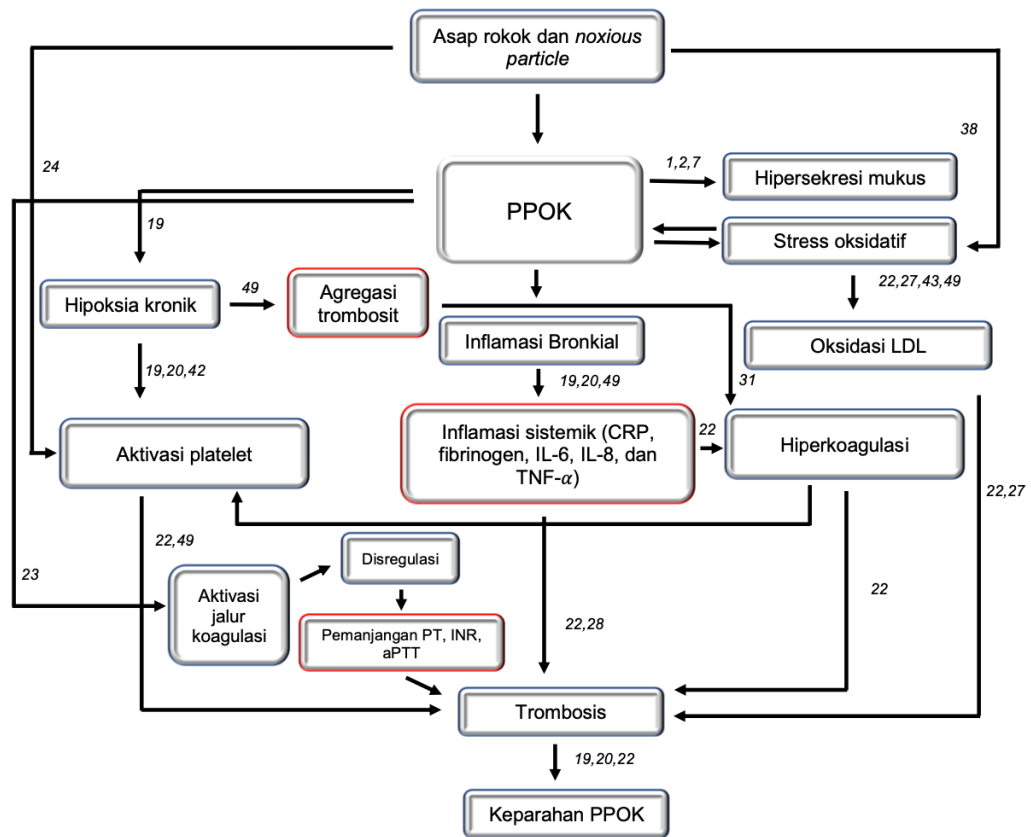 Asap rokok dan noxious
particle
38
24
1,2,7
Hipersekresi mukus
PPOK
19
Stress oksidatif
22,27,43,49
Hipoksia kronik
49
Agregasi
trombosit
Inflamasi Bronkial
Oksidasi LDL
19,20,42
19,20,49
31
Aktivasi platelet
Inflamasi sistemik (CRP,
fibrinogen, IL-6, IL-8, dan
TNF-α)
22
Hiperkoagulasi
22,27
22,49
23
Disregulasi
Aktivasi
jalur
koagulasi
22
Pemanjangan PT, INR,
aPTT
22,28
Trombosis
19,20,22
Keparahan PPOK